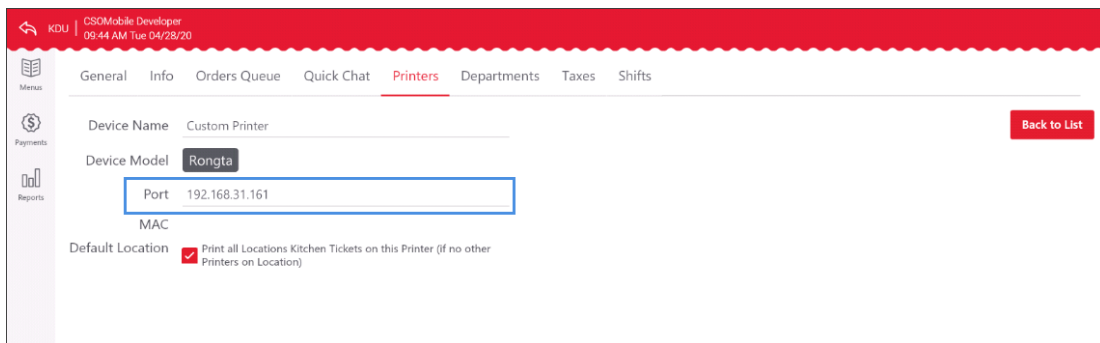 KDU
CSOMobile Developer
09:44 AM Tue 04/28/20
Menus
Payments
Reports
General Info Orders Queue Quick Chat Printers Departments Taxes Shifts
Back to List
Device Name Custom Printer
Device Model Rongta
Port 192.168.31.161
MAC
Default Location Print all Locations Kitchen Tickets on this Printer (if no other
Printers on Location)